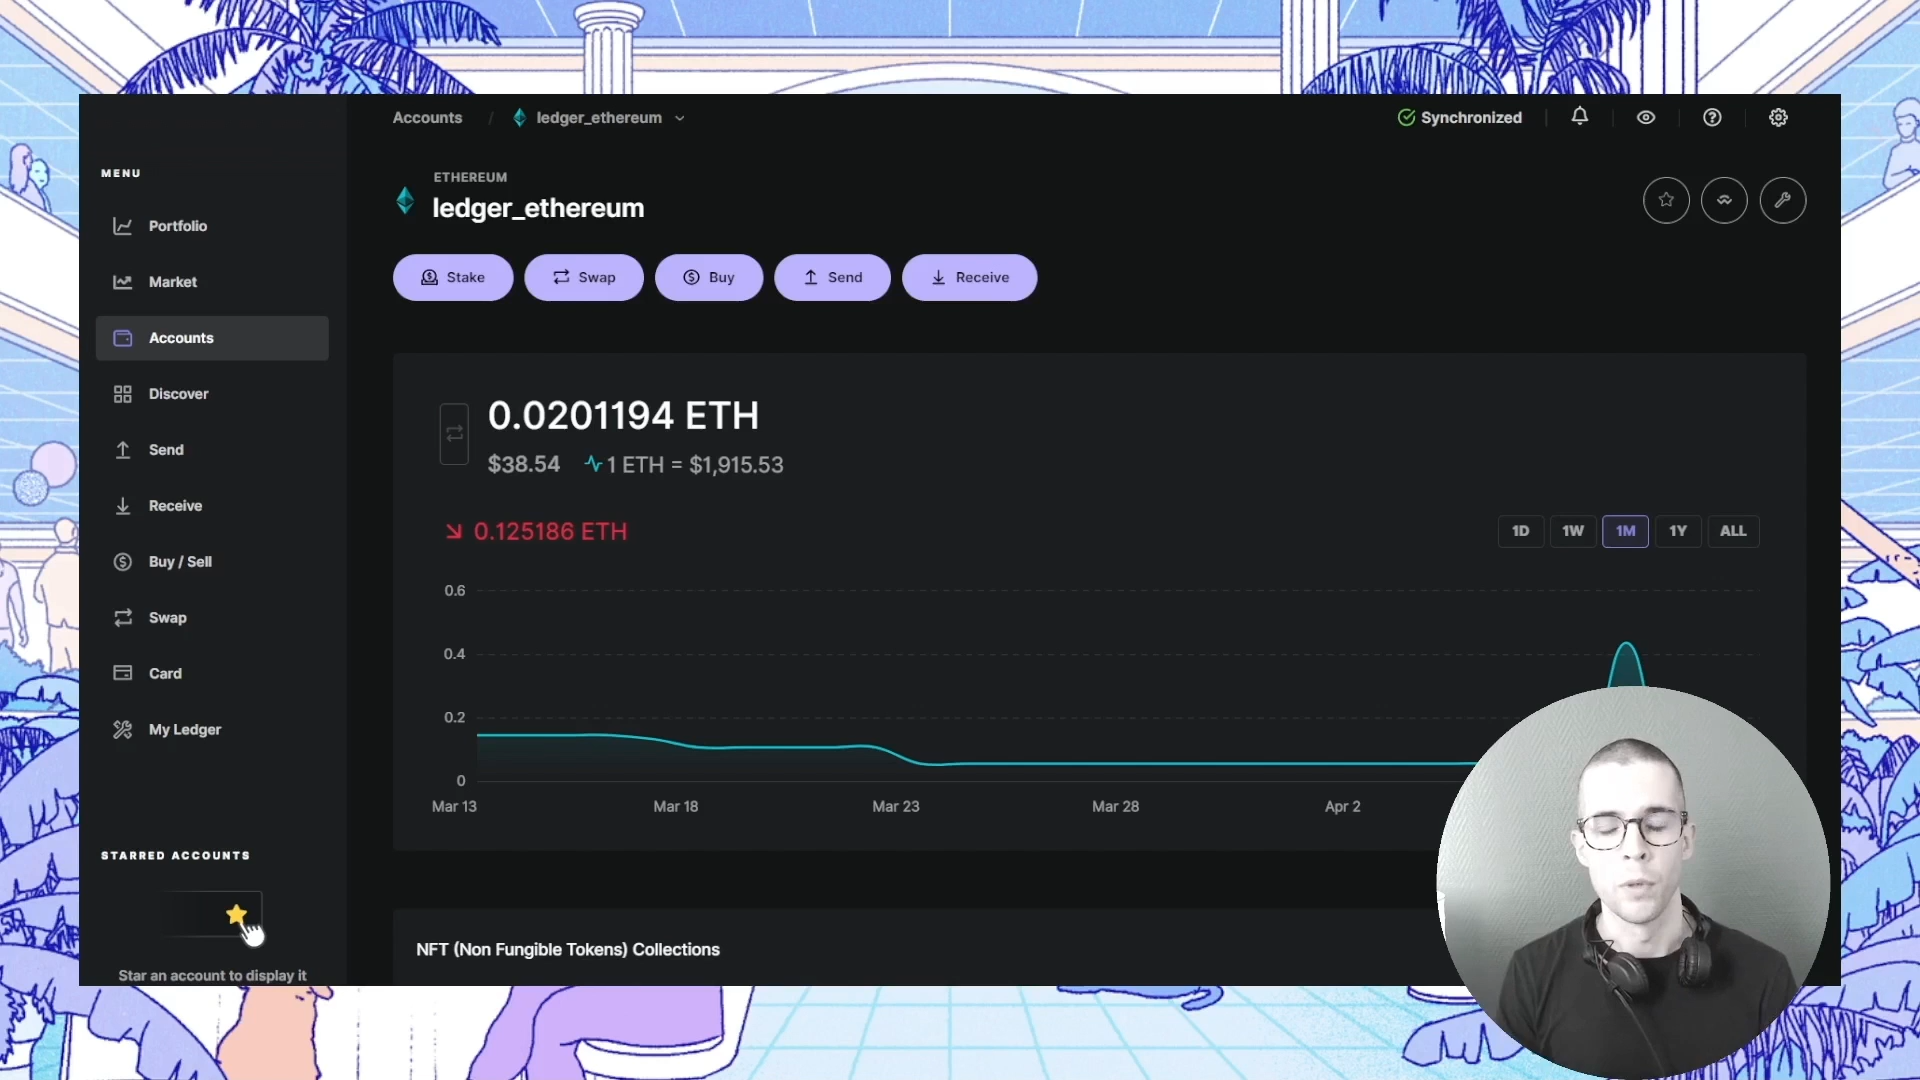 Accounts / ledger_ethereum
Synchronized
MENU
Portfolio
Market
Accounts
Discover
Send
Receive
Buy / Sell
Swap
Card
My Ledger
STARRED ACCOUNTS
Star an account to display it
ETHEREUM
ledger_ethereum
Stake
Swap
Buy
Send
Receive
0.0201194 ETH
$38.54
1 ETH = $1,915.53
0.125186 ETH
1D
1W
1M
1Y
ALL
0.6
0.4
0.2
0
Mar 13
Mar 18
Mar 23
Mar 28
Apr 2
NFT (Non Fungible Tokens) Collections